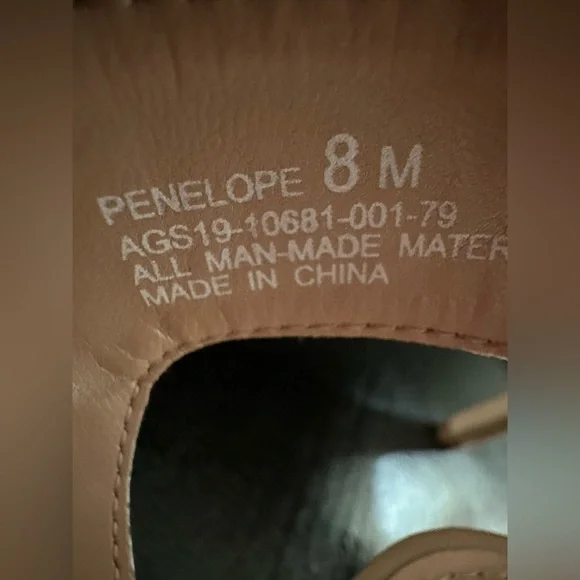 PENELOPE 8 M
AGS19-10681-001-79
ALL MAN-MADE MATER
MADE IN CHINA